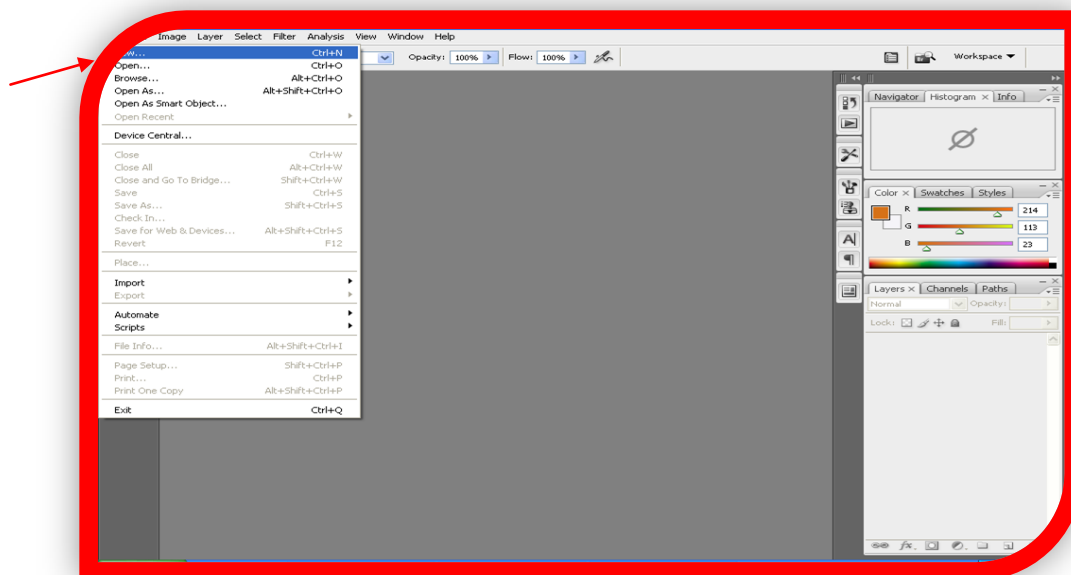 Image Layer Select Filter Analysis View Window Help
Ctrl+N
Opacity: 100% Flow: 100% Workspace
Open... Ctrl+O
Browse... Alt+Ctrl+O
Open As... Alt+Shift+Ctrl+O
Open As Smart Object...
Open Recent
Device Central...
Close Ctrl+W
Close All Alt+Ctrl+W
Close and Go To Bridge... Shift+Ctrl+W
Save Ctrl+S
Save As... Shift+Ctrl+S
Check In...
Save for Web & Devices... Alt+Shift+Ctrl+S
Revert F12
Place...
Import
Export
Automate
Scripts
File Info... Alt+Shift+Ctrl+I
Page Setup... Shift+Ctrl+P
Print... Ctrl+P
Print One Copy Alt+Shift+Ctrl+P
Exit Ctrl+Q
Navigator Histogram × Info
Color × Swatches Styles
R 214
G 113
B 23
Layers × Channels Paths
Normal Opacity:
Lock: Fill: